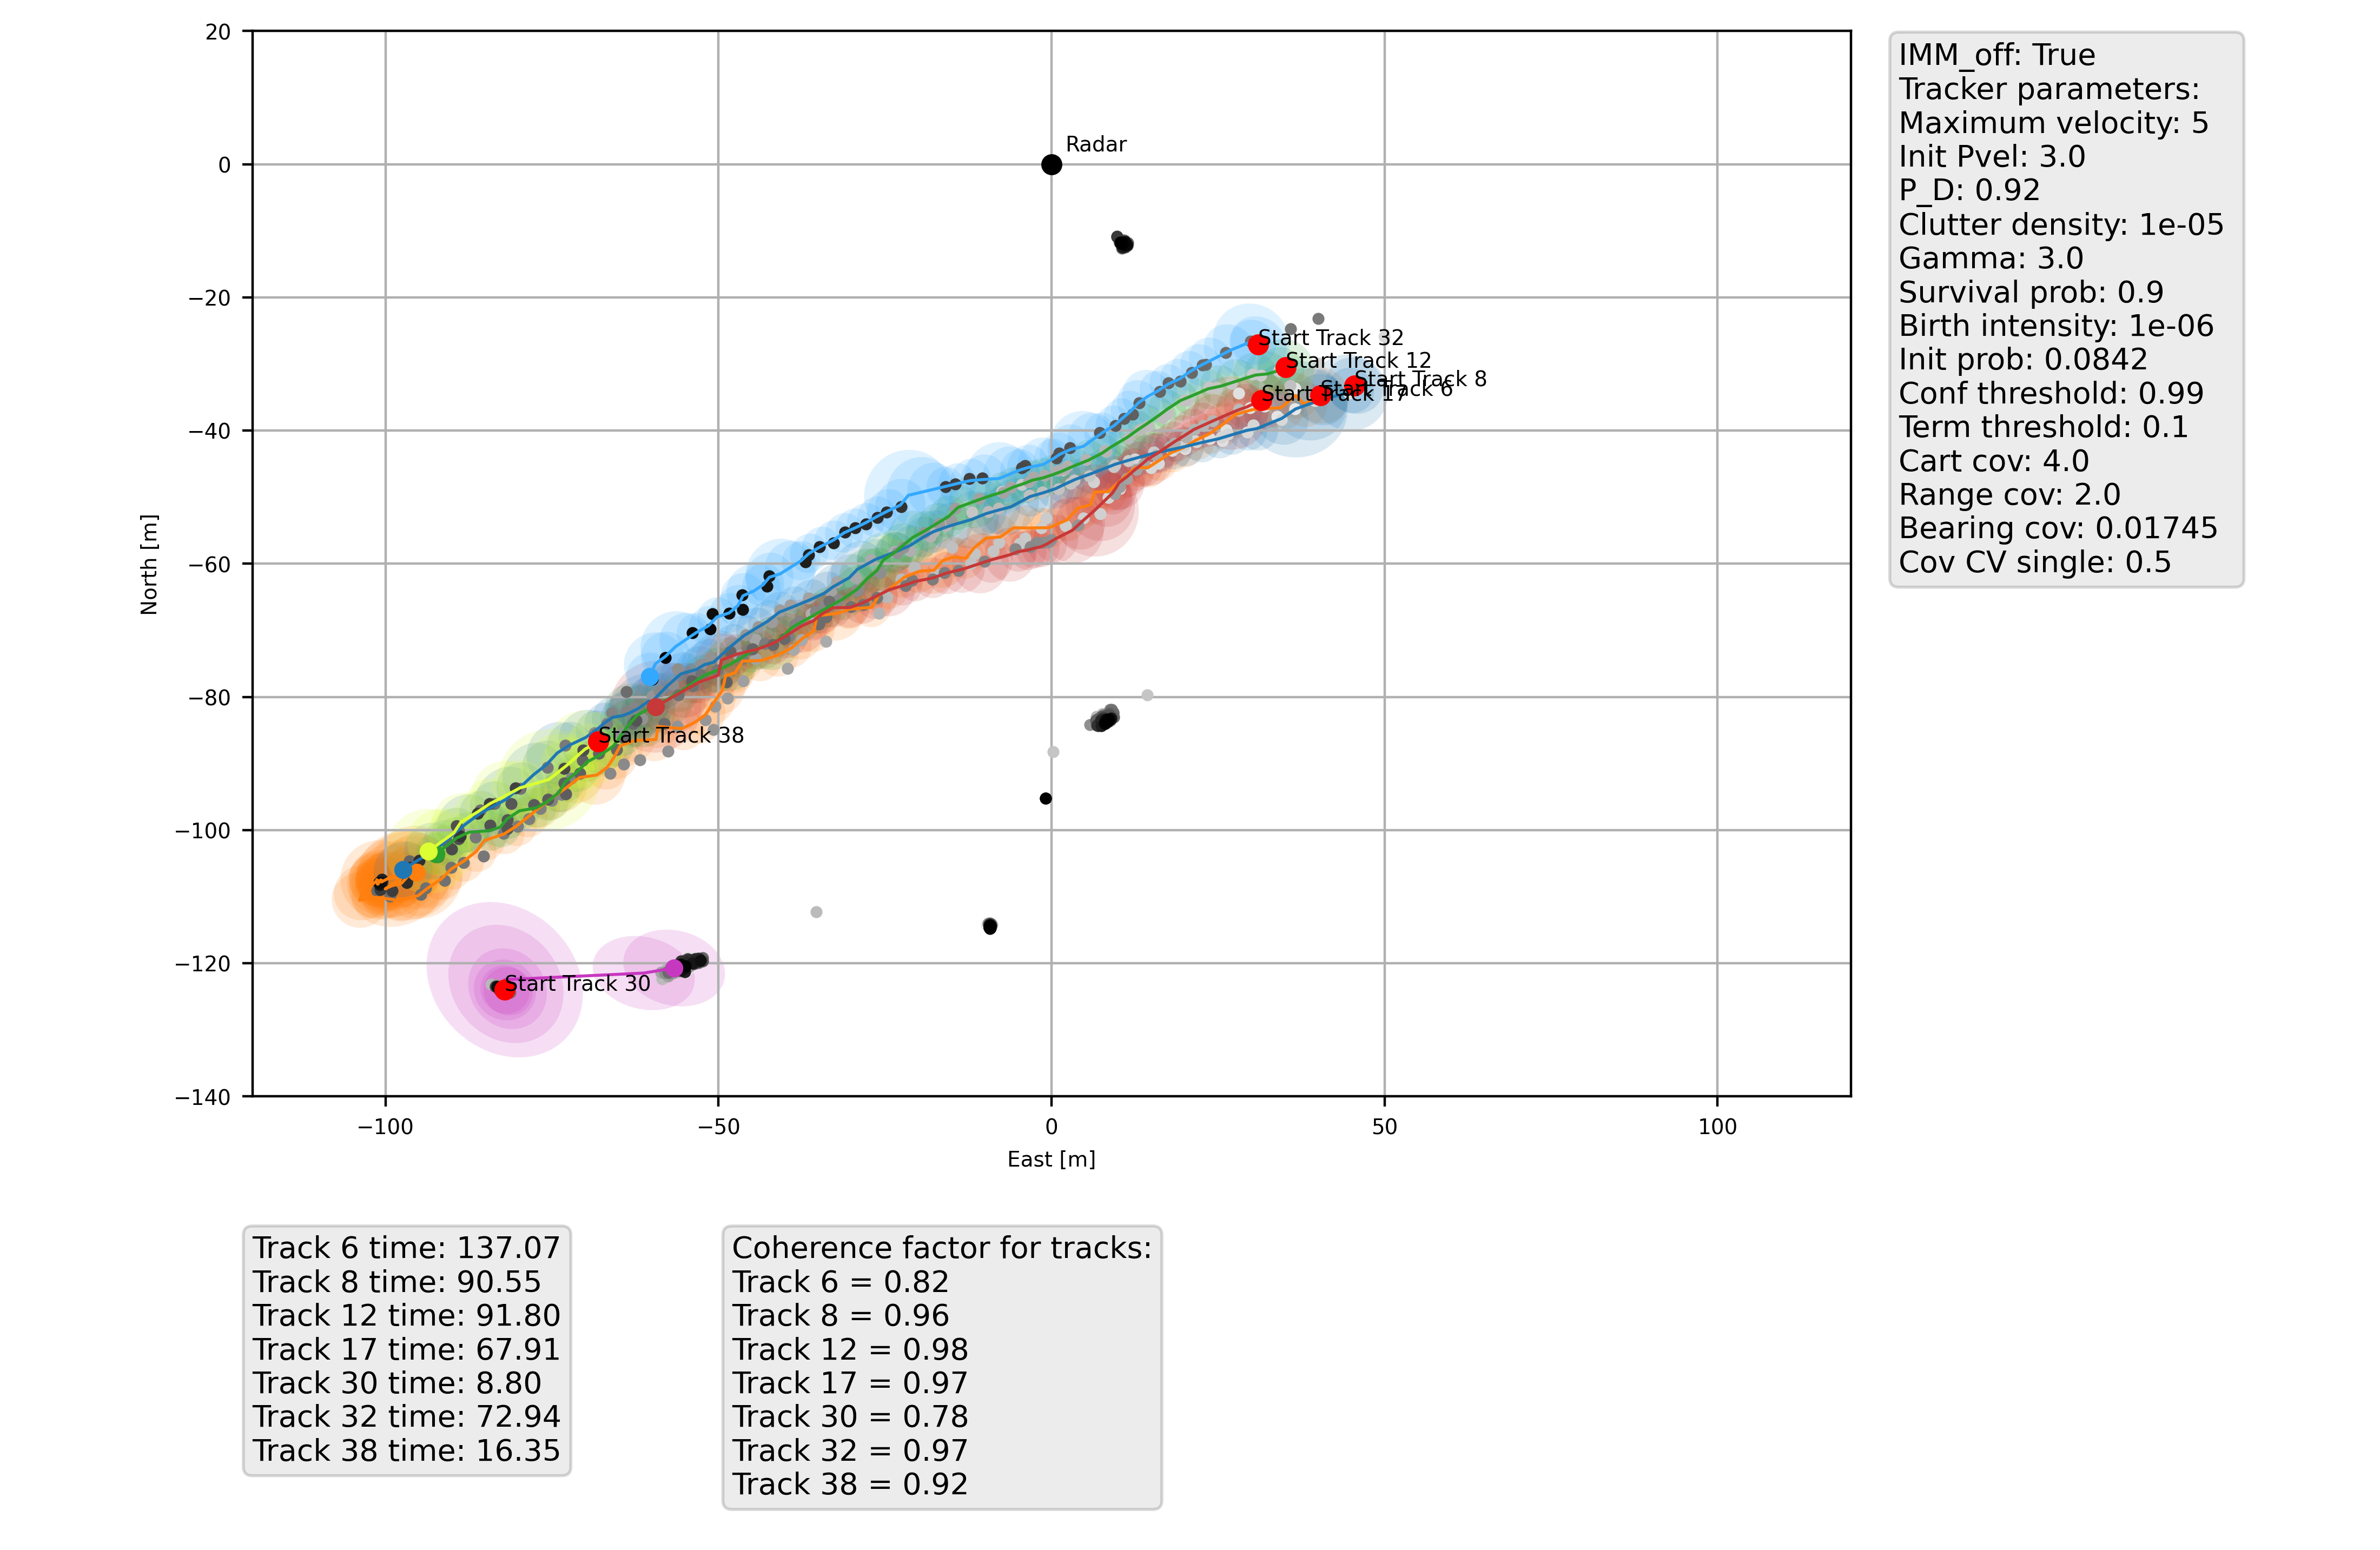 20
0
−20
−40
−60
−80
−100
−120
−140
North [m]
−100
−50
0
50
100
East [m]
Radar
Start Track 32
Start Track 12
Start Track 8
Start Track 6
Start Track 17
Start Track 38
Start Track 30
IMM_off: True
Tracker parameters:
Maximum velocity: 5
Init Pvel: 3.0
P_D: 0.92
Clutter density: 1e-05
Gamma: 3.0
Survival prob: 0.9
Birth intensity: 1e-06
Init prob: 0.0842
Conf threshold: 0.99
Term threshold: 0.1
Cart cov: 4.0
Range cov: 2.0
Bearing cov: 0.01745
Cov CV single: 0.5
Track 6 time: 137.07
Track 8 time: 90.55
Track 12 time: 91.80
Track 17 time: 67.91
Track 30 time: 8.80
Track 32 time: 72.94
Track 38 time: 16.35
Coherence factor for tracks:
Track 6 = 0.82
Track 8 = 0.96
Track 12 = 0.98
Track 17 = 0.97
Track 30 = 0.78
Track 32 = 0.97
Track 38 = 0.92